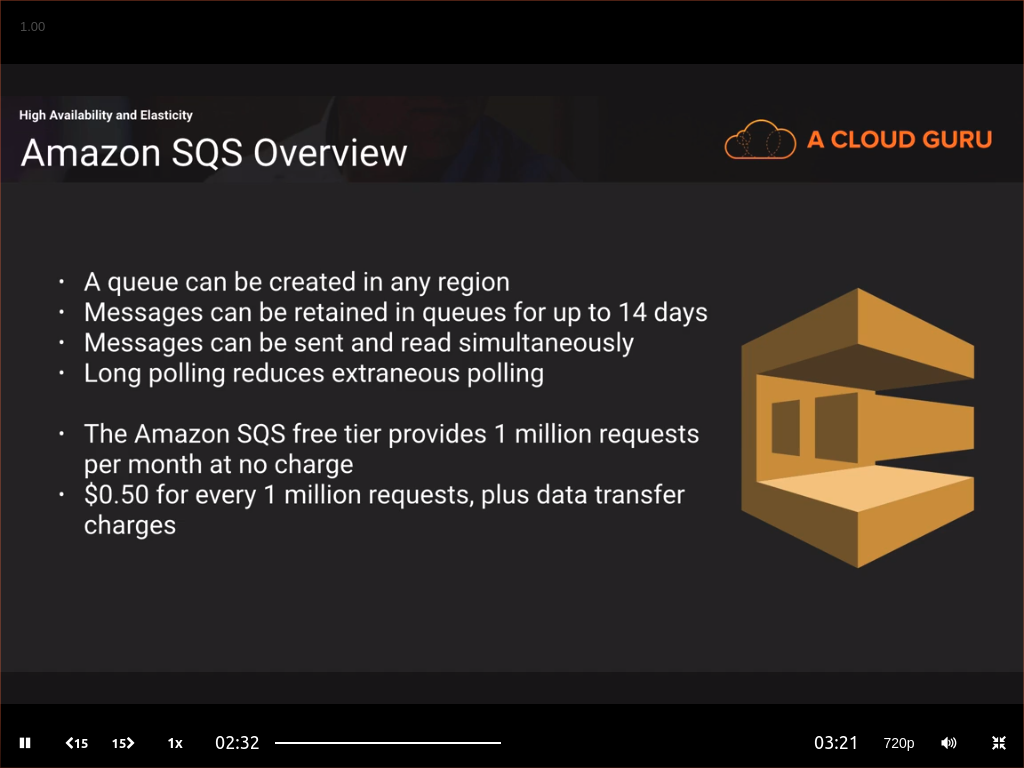 1.00
High Availability and Elasticity
Amazon SQS Overview
A CLOUD GURU
· A queue can be created in any region
· Messages can be retained in queues for up to 14 days
· Messages can be sent and read simultaneously
· Long polling reduces extraneous polling
· The Amazon SQS free tier provides 1 million requests
per month at no charge
· $0.50 for every 1 million requests, plus data transfer
charges
15 15 1x 02:32 03:21 720p